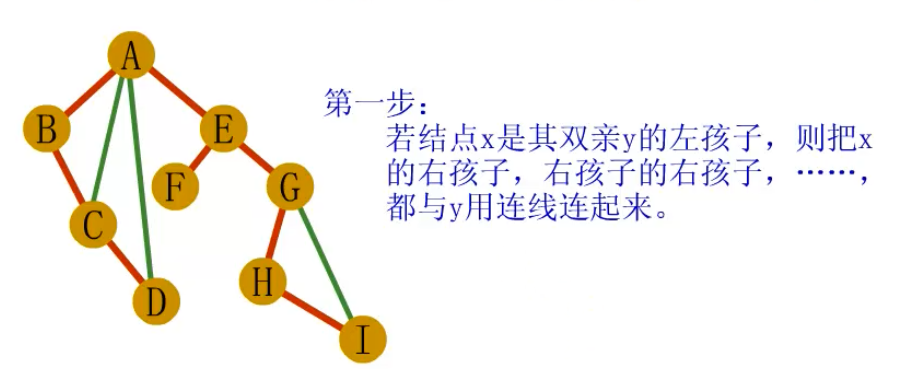 A
B
E
F
G
C
D
H
I
第一步：
若结点x是其双亲y的左孩子，则把x
的右孩子，右孩子的右孩子，……，
都与y用连线连起来。